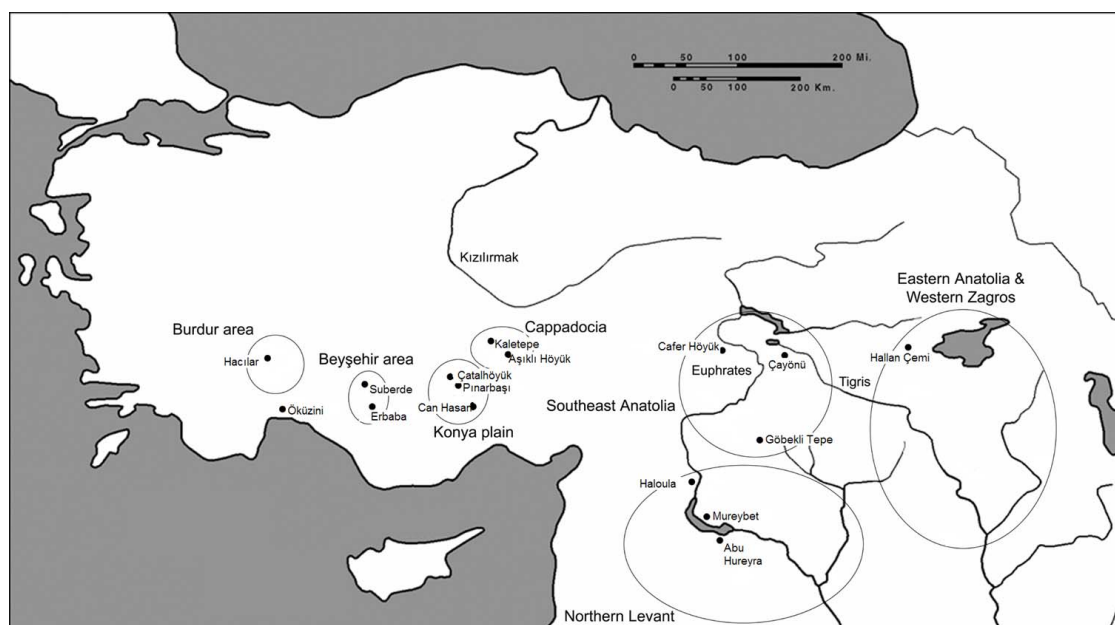 0 50 100 200 Mi.
0 50 100 200 Km.
Kızılırmak
Eastern Anatolia &
Western Zagros
Burdur area
Cappadocia
Hacılar
Beyşehir area
Kaletepe
Aşıklı Höyük
Cafer Höyük
Hallan Çemi
Euphrates
Çayönü
Çatalhöyük
Suberde
Pınarbaşı
Tigris
Öküzini
Erbaba
Can Hasan
Southeast Anatolia
Konya plain
Göbekli Tepe
Haloula
Mureybet
Abu
Hureyra
Northern Levant